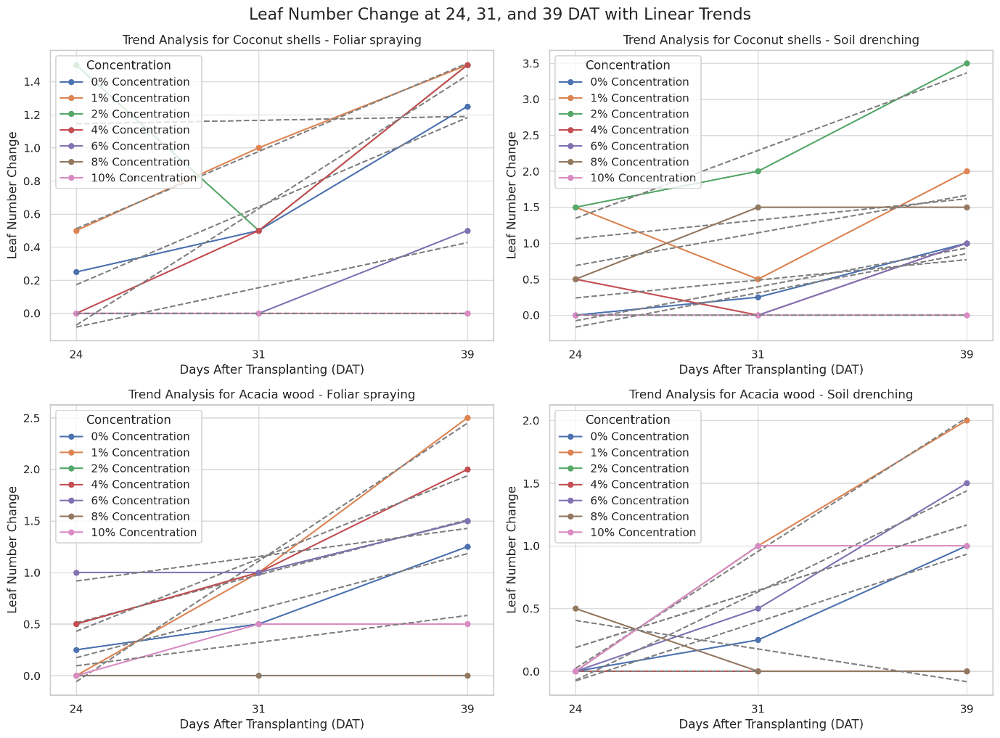 Leaf Number Change at 24, 31, and 39 DAT with Linear Trends
Trend Analysis for Coconut shells - Foliar spraying
Concentration
0% Concentration
1% Concentration
2% Concentration
4% Concentration
6% Concentration
8% Concentration
10% Concentration
1.4
1.2
1.0
0.8
0.6
0.4
0.2
0.0
Leaf Number Change
24
31
39
Days After Transplanting (DAT)
Trend Analysis for Coconut shells - Soil drenching
Concentration
0% Concentration
1% Concentration
2% Concentration
4% Concentration
6% Concentration
8% Concentration
10% Concentration
3.5
3.0
2.5
2.0
1.5
1.0
0.5
0.0
Leaf Number Change
24
31
39
Days After Transplanting (DAT)
Trend Analysis for Acacia wood - Foliar spraying
Concentration
0% Concentration
1% Concentration
2% Concentration
4% Concentration
6% Concentration
8% Concentration
10% Concentration
2.5
2.0
1.5
1.0
0.5
0.0
Leaf Number Change
24
31
39
Days After Transplanting (DAT)
Trend Analysis for Acacia wood - Soil drenching
Concentration
0% Concentration
1% Concentration
2% Concentration
4% Concentration
6% Concentration
8% Concentration
10% Concentration
2.0
1.5
1.0
0.5
0.0
Leaf Number Change
24
31
39
Days After Transplanting (DAT)